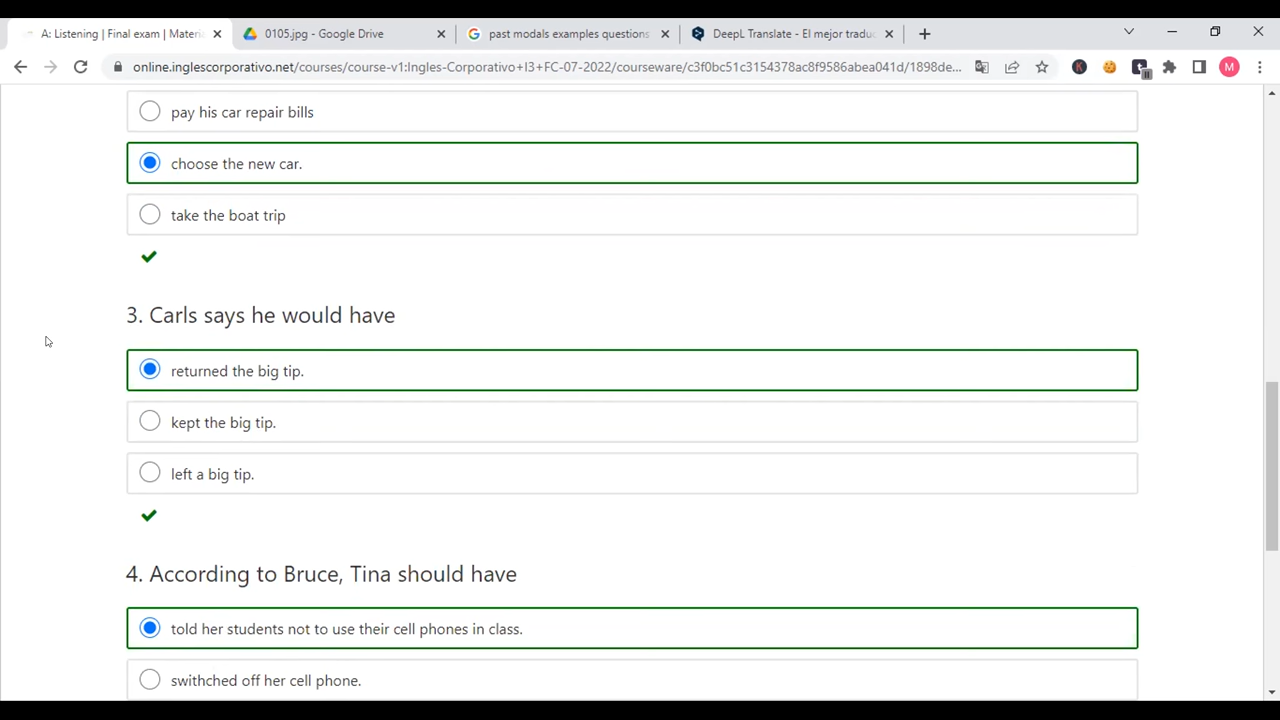 A: Listening | Final exam | Materi
0105.jpg - Google Drive
past modals examples questions
DeepL Translate - El mejor traduc
online.inglescorporativo.net/courses/course-v1:Ingles-Corporativo+I3+FC-07-2022/courseware/c3f0bc51c3154378ac8f9586abea041d/1898de...
K
M
pay his car repair bills
choose the new car.
take the boat trip
3. Carls says he would have
returned the big tip.
kept the big tip.
left a big tip.
4. According to Bruce, Tina should have
told her students not to use their cell phones in class.
swithched off her cell phone.